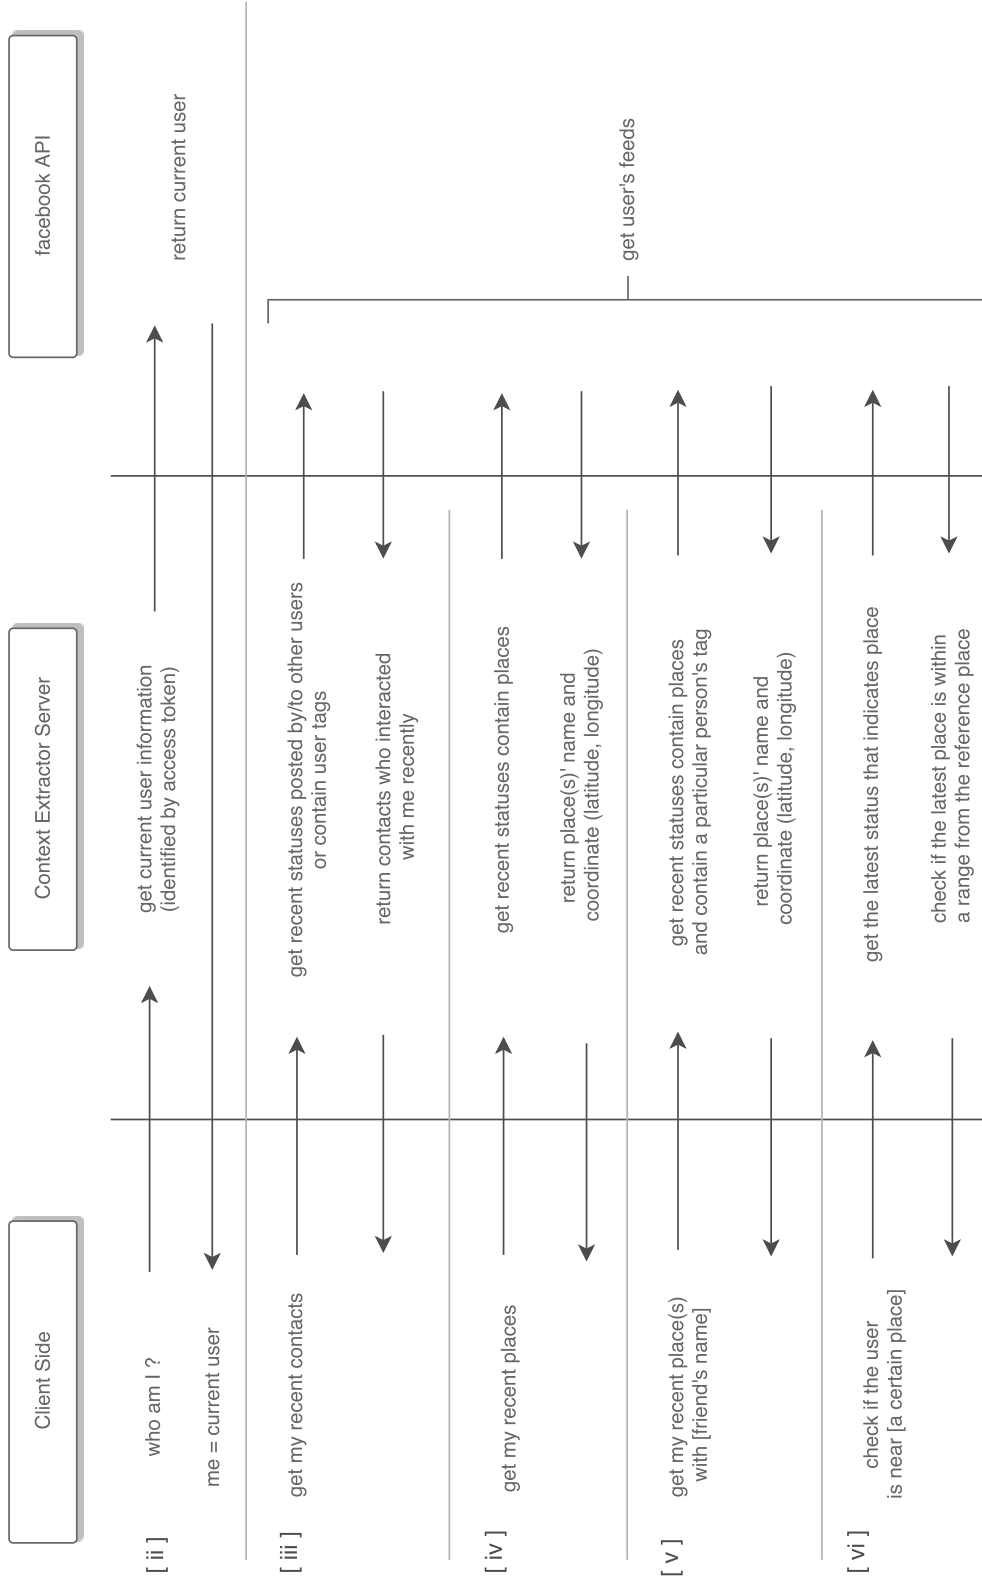 Client Side
Context Extractor Server
facebook API
[ ii ]
who am I ?
get current user information
(identified by access token)
return current user
me = current user
[ iii ]
get my recent contacts
get recent statuses posted by/to other users
or contain user tags
return contacts who interacted
with me recently
get user's feeds
[ iv ]
get my recent places
get recent statuses contain places
return place(s)' name and
coordinate (latitude, longitude)
[ v ]
get my recent place(s)
with [friend's name]
get recent statuses contain places
and contain a particular person's tag
return place(s)' name and
coordinate (latitude, longitude)
[ vi ]
check if the user
is near [a certain place]
get the latest status that indicates place
check if the latest place is within
a range from the reference place